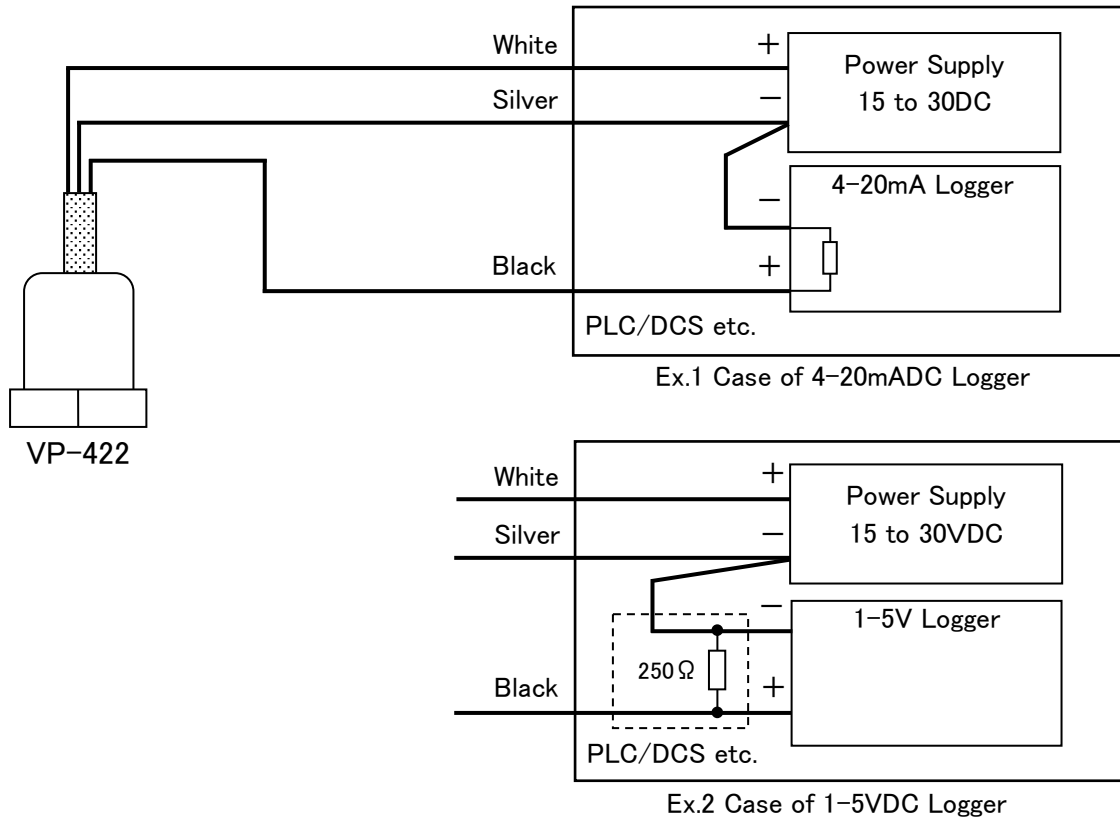 White
+
Power Supply
15 to 30DC
Silver
−
4-20mA Logger
−
Black
+
PLC/DCS etc.
Ex.1 Case of 4-20mADC Logger
VP-422
White
+
Power Supply
15 to 30VDC
Silver
−
1-5V Logger
−
250Ω
Black
+
PLC/DCS etc.
Ex.2 Case of 1-5VDC Logger